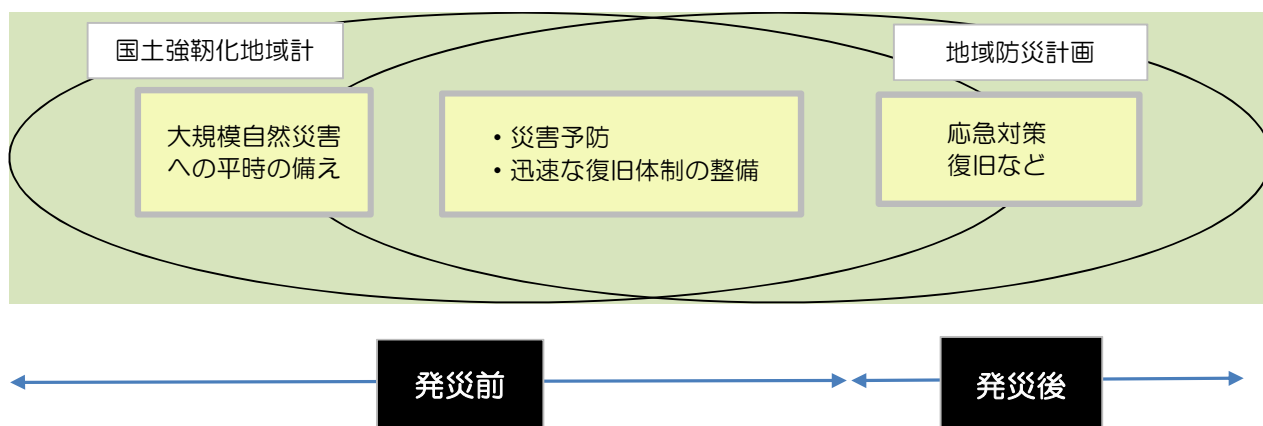 国土強靭化地域計
地域防災計画
大規模自然災害
への平時の備え
・災害予防
・迅速な復旧体制の整備
応急対策
復旧など
発災前
発災後